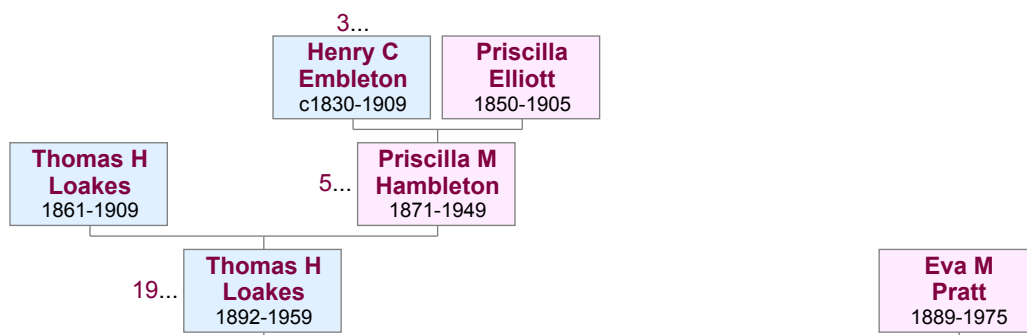 3...
Henry C
Embleton
c1830-1909
Priscilla
Elliott
1850-1905
Thomas H
Loakes
1861-1909
5...
Priscilla M
Hambleton
1871-1949
19...
Thomas H
Loakes
1892-1959
Eva M
Pratt
1889-1975